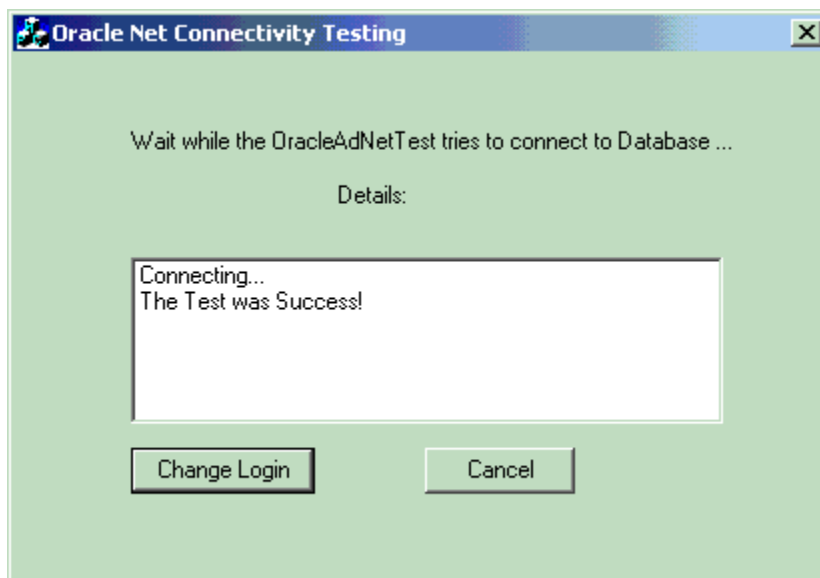 Oracle Net Connectivity Testing
Wait while the OracleAdNetTest tries to connect to Database ...
Details:
Connecting...
The Test was Success!
Change Login
Cancel